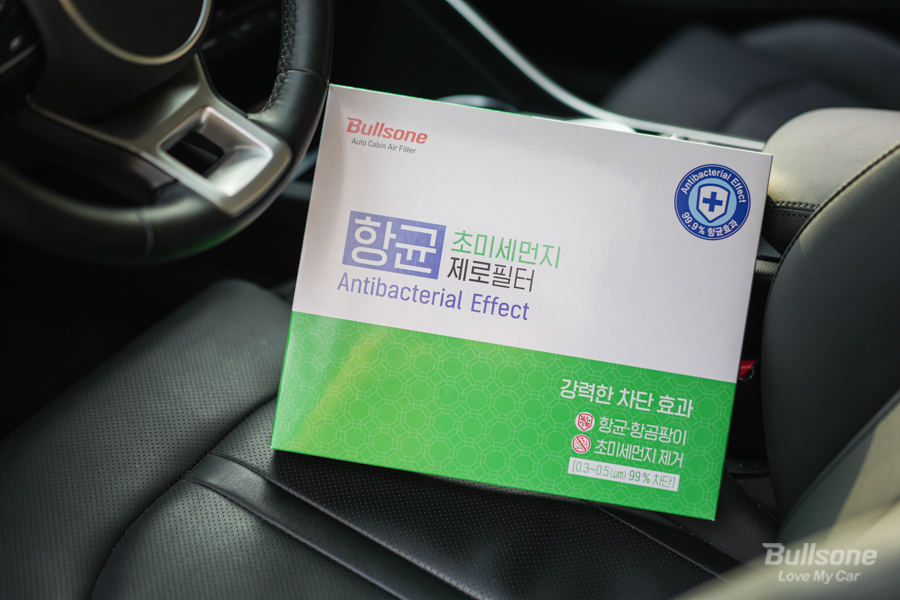 Bullsone
Auto Cabin Air Filter
Antibacterial Effect
99.9% 항균효과
항균 초미세먼지
제로필터
Antibacterial Effect
강력한 차단 효과
항균·항곰팡이
초미세먼지 제거
[0.3~0.5(㎛) 99% 차단]
Bullsone
Love My Car